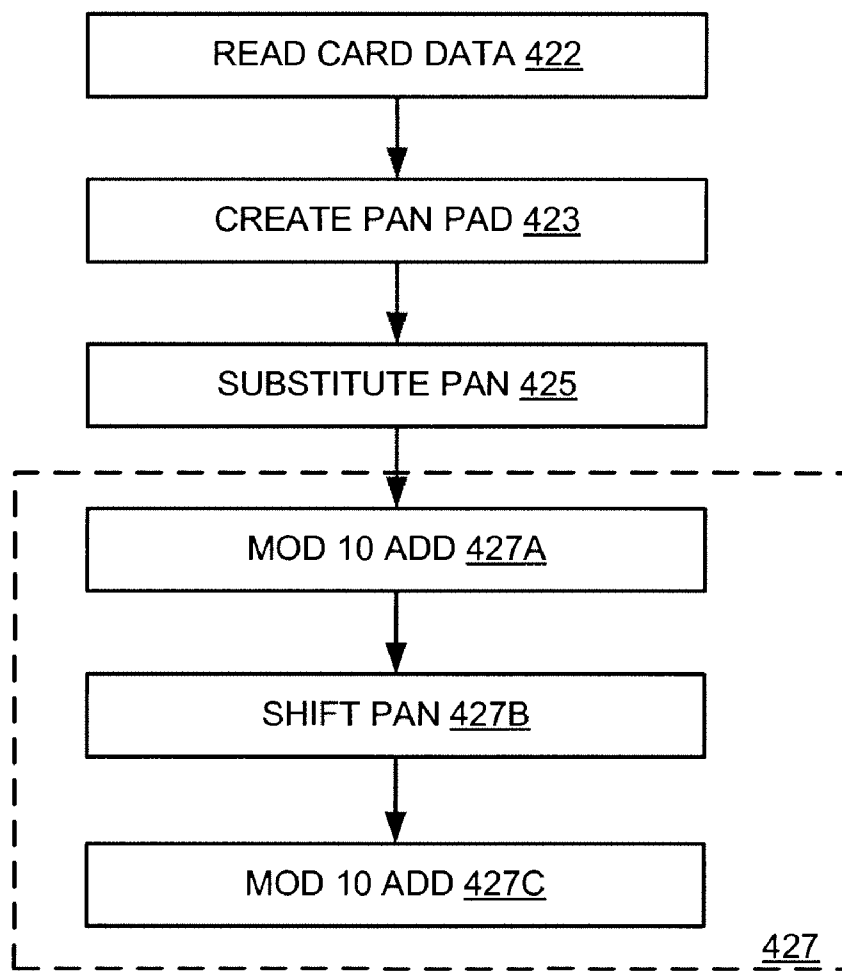 READ CARD DATA 422
CREATE PAN PAD 423
SUBSTITUTE PAN 425
MOD 10 ADD 427A
SHIFT PAN 427B
MOD 10 ADD 427C
427